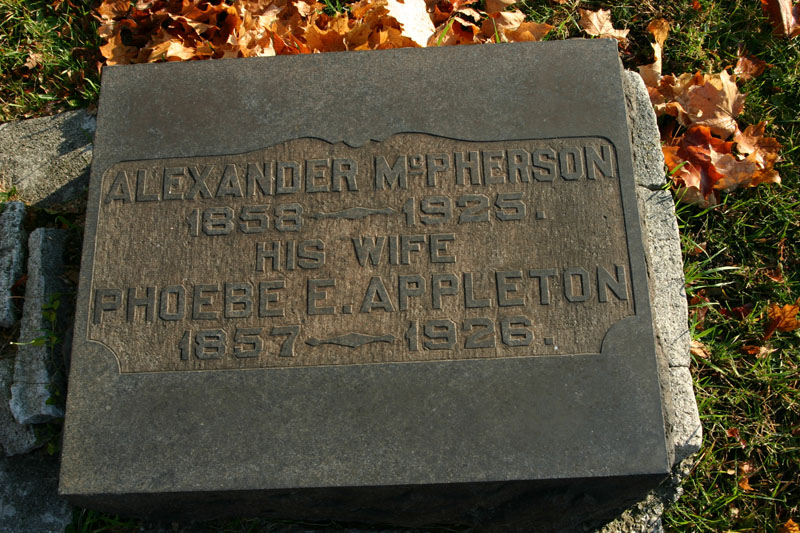 ALEXANDER McPHERSON
1858 – 1925.
HIS WIFE
PHOEBE E. APPLETON
1857 – 1926.